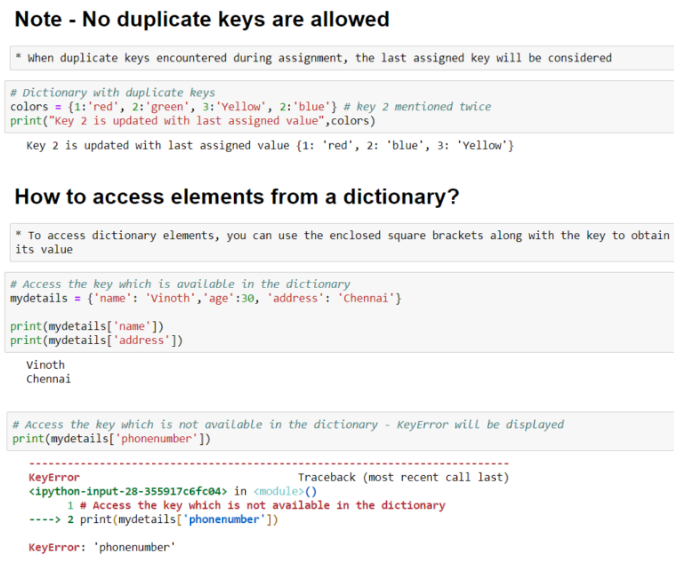 Note - No duplicate keys are allowed
* When duplicate keys encountered during assignment, the last assigned key will be considered
# Dictionary with duplicate keys
colors = {1:'red', 2:'green', 3:'Yellow', 2:'blue'} # key 2 mentioned twice
print("Key 2 is updated with last assigned value",colors)
Key 2 is updated with last assigned value {1: 'red', 2: 'blue', 3: 'Yellow'}
How to access elements from a dictionary?
* To access dictionary elements, you can use the enclosed square brackets along with the key to obtain
its value
# Access the key which is available in the dictionary
mydetails = {'name': 'Vinoth','age':30, 'address': 'Chennai'}
print(mydetails['name'])
print(mydetails['address'])
Vinoth
Chennai
# Access the key which is not available in the dictionary - KeyError will be displayed
print(mydetails['phonenumber'])
---------------------------------------------------------------------------
KeyError Traceback (most recent call last)
<ipython-input-28-355917c6fc04> in <module>()
1 # Access the key which is not available in the dictionary
----> 2 print(mydetails['phonenumber'])
KeyError: 'phonenumber'